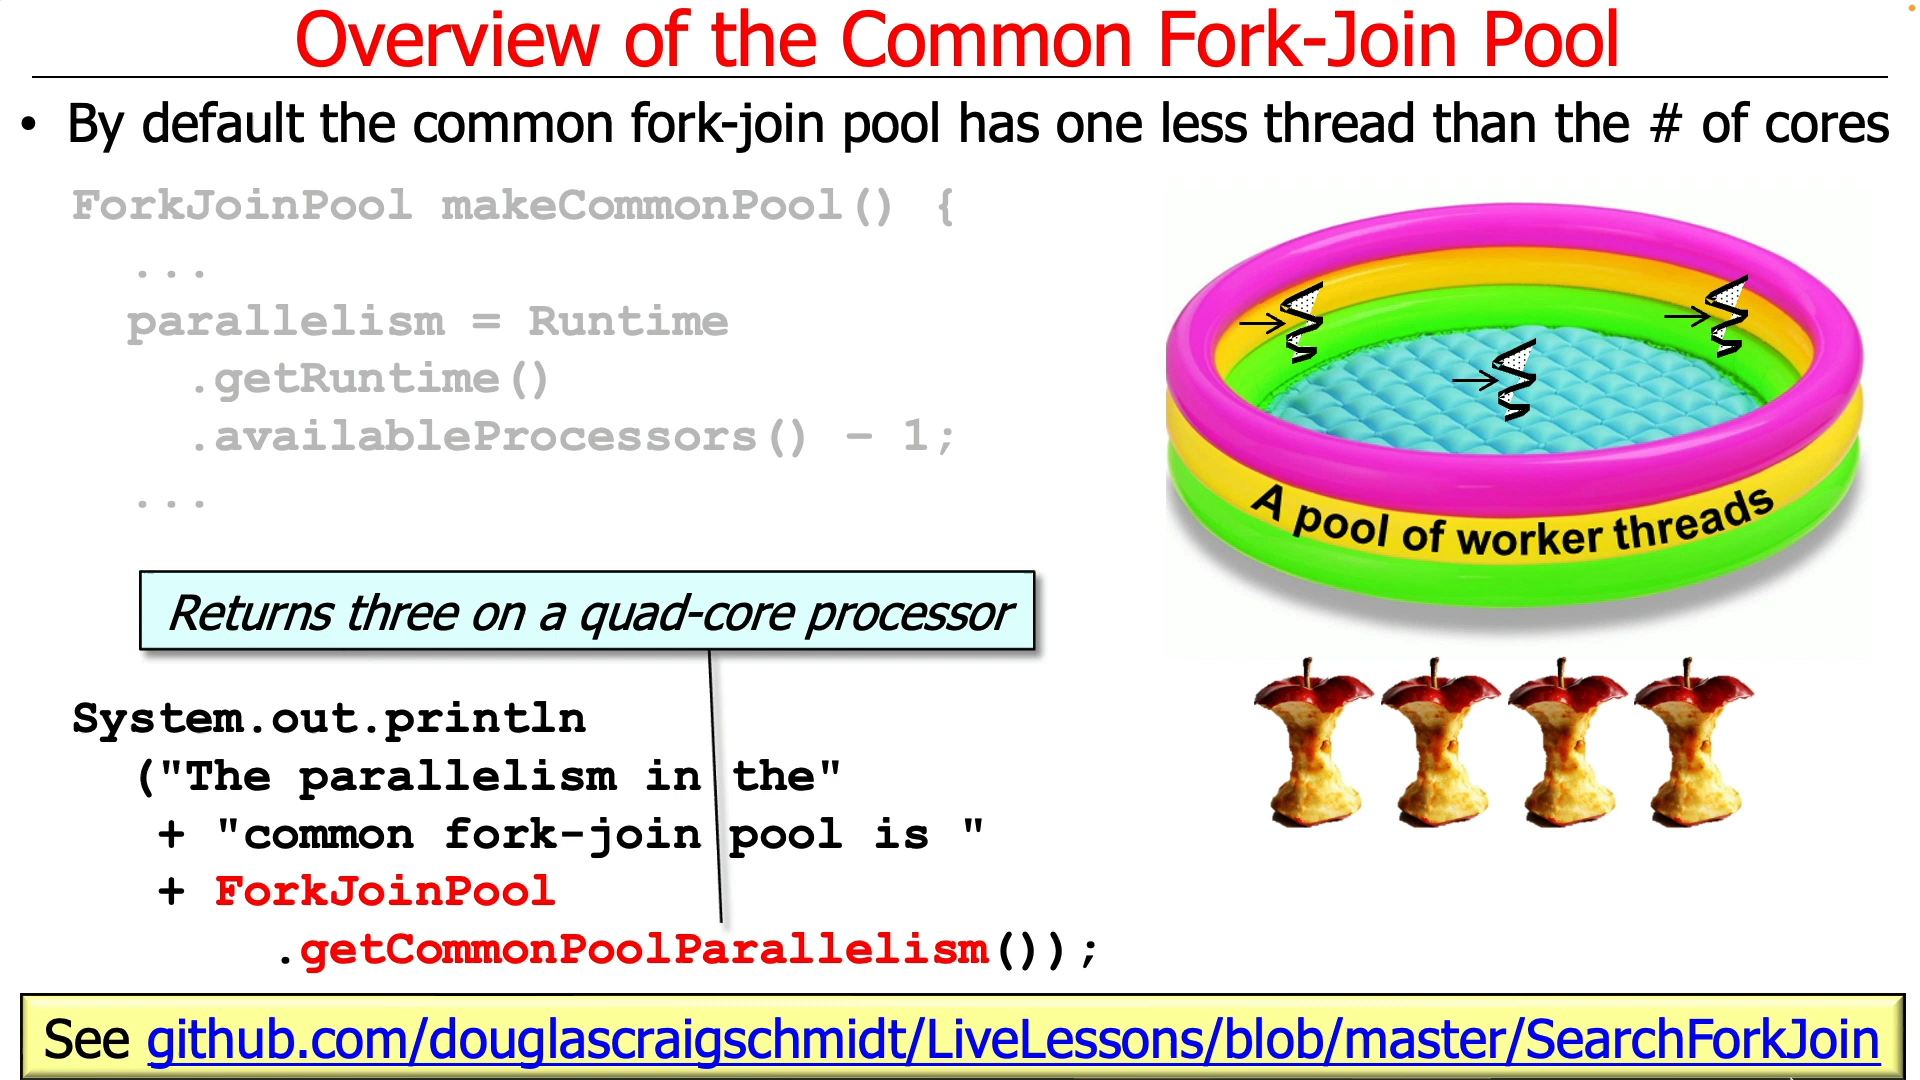 Overview of the Common Fork-Join Pool
• By default the common fork-join pool has one less thread than the # of cores
ForkJoinPool makeCommonPool() {
...
parallelism = Runtime
.getRuntime()
.availableProcessors() – 1;
...
A pool of worker threads
Returns three on a quad-core processor
System.out.println
("The parallelism in the"
+ "common fork-join pool is "
+ ForkJoinPool
.getCommonPoolParallelism());
See github.com/douglascraigschmidt/LiveLessons/blob/master/SearchForkJoin